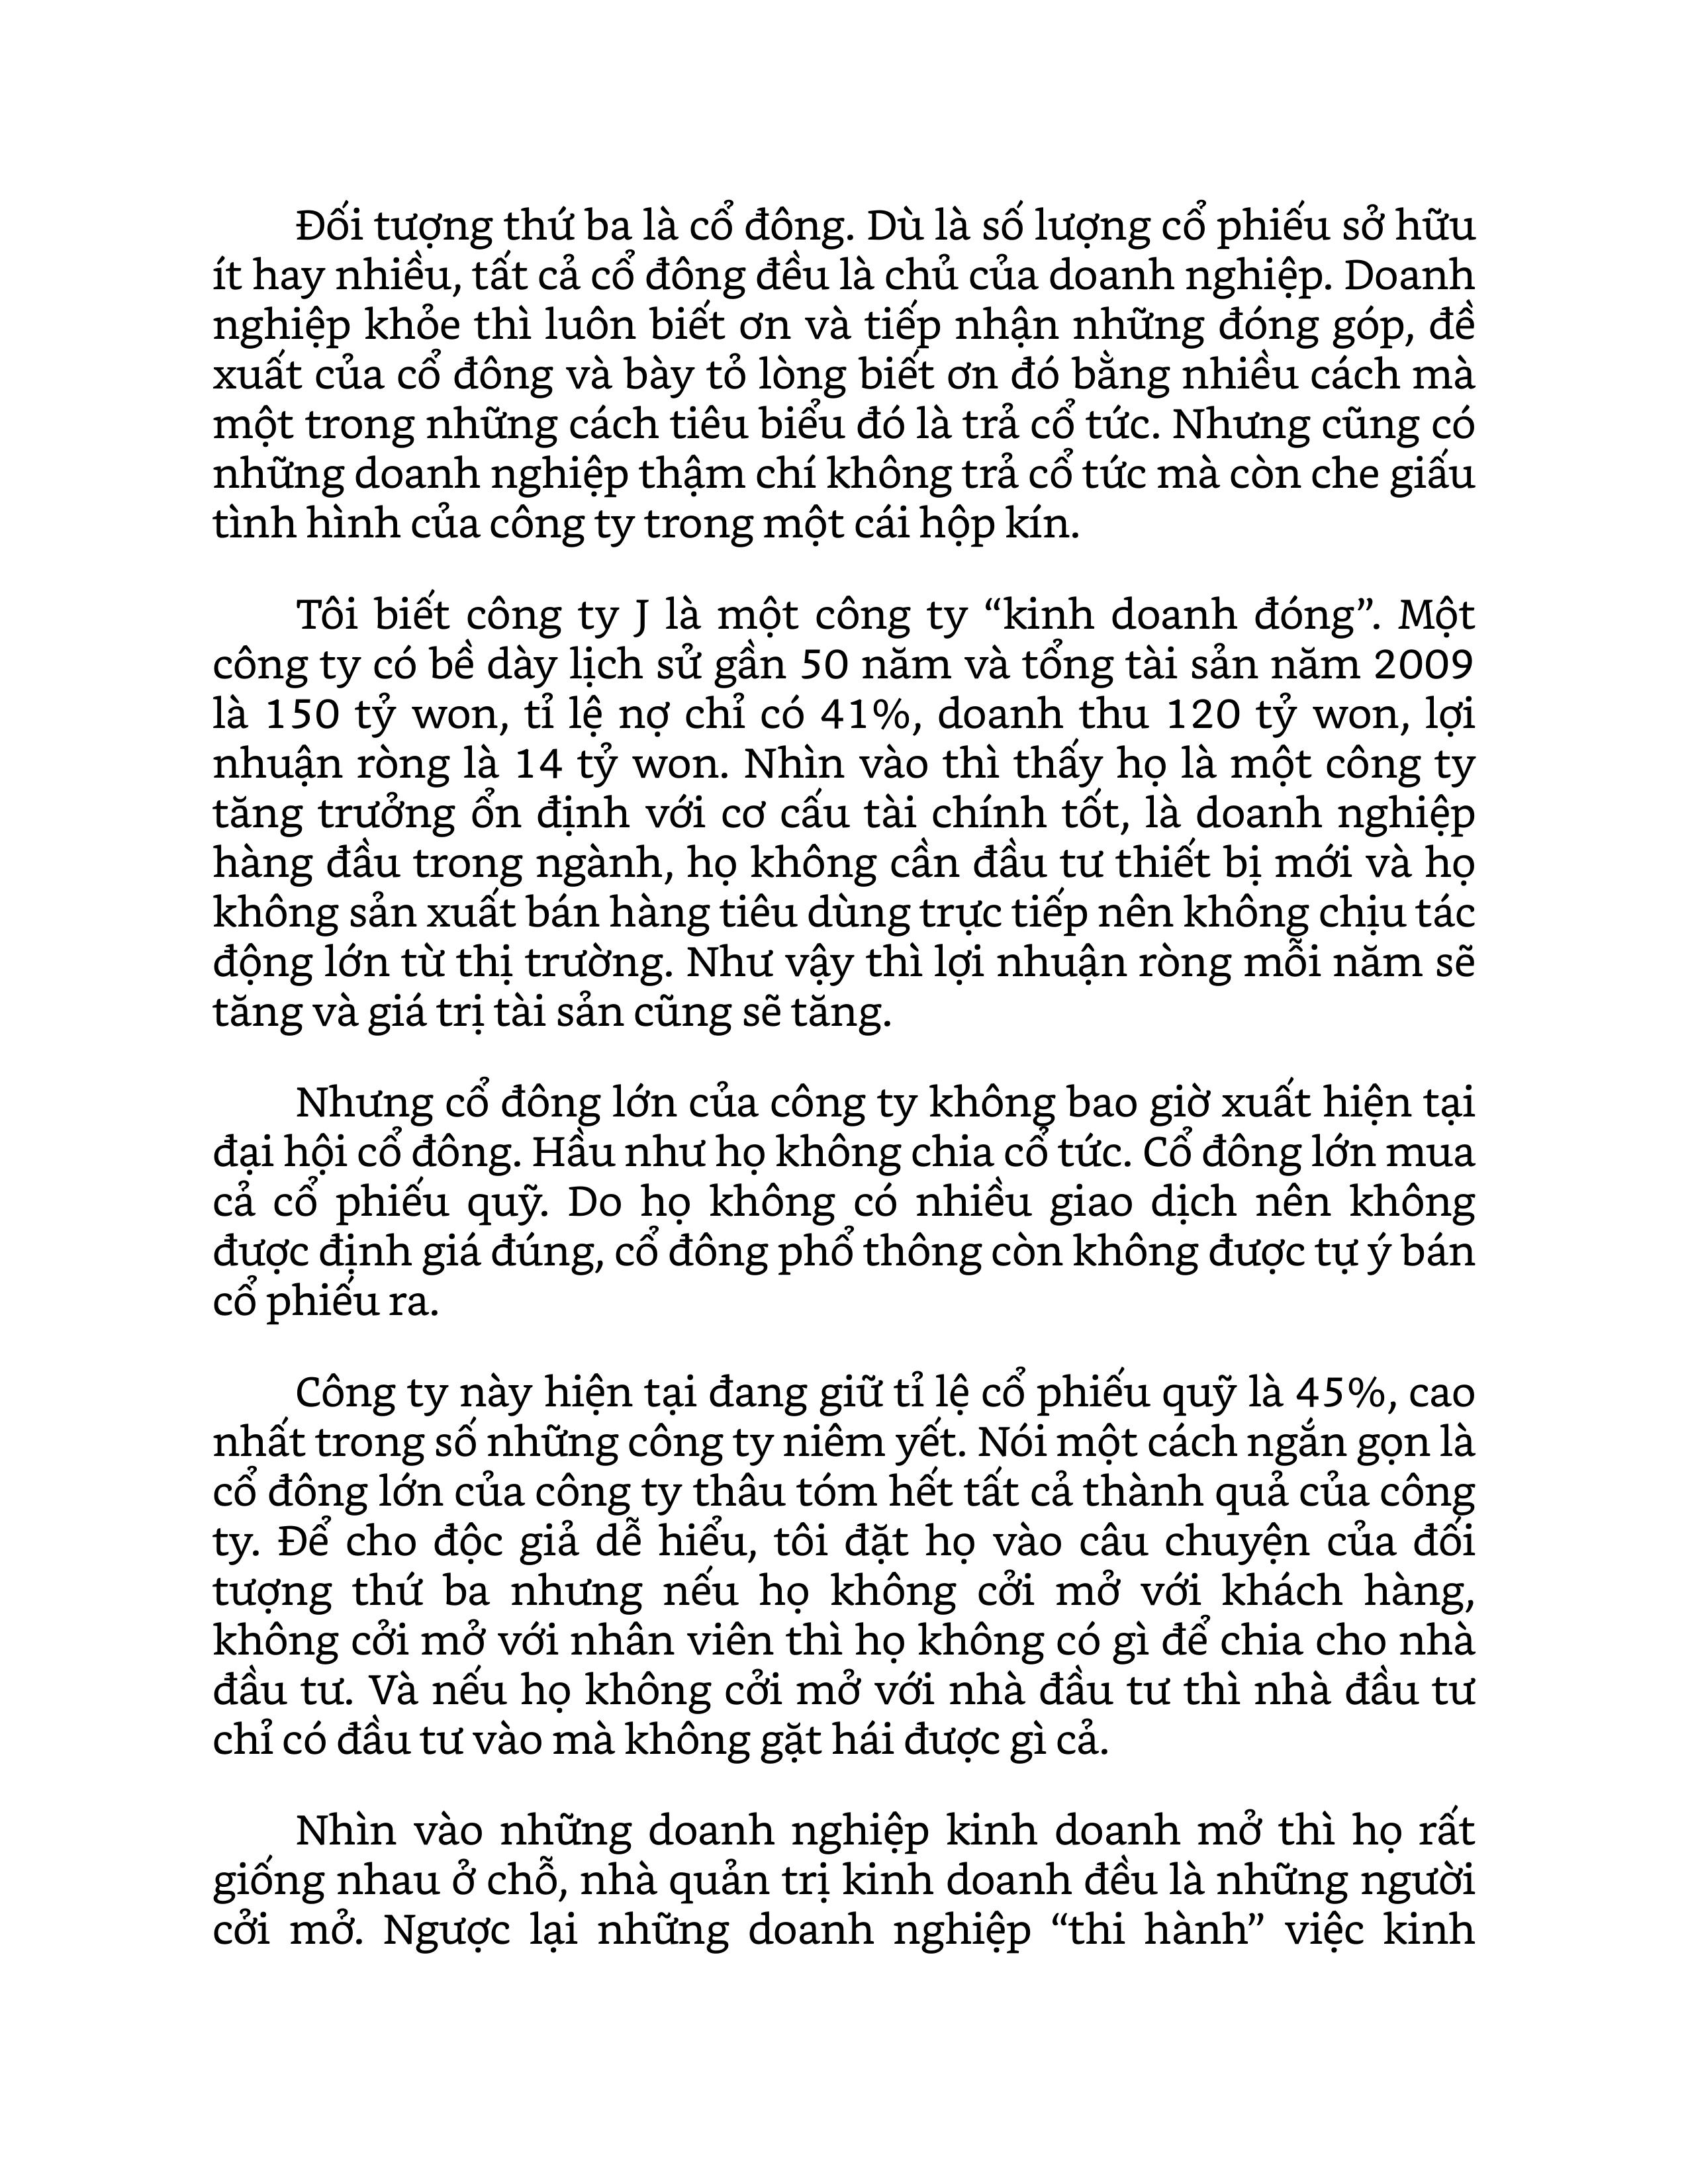 Đối tượng thứ ba là cổ đông. Dù là số lượng cổ phiếu sở hữu
ít hay nhiều, tất cả cổ đông đều là chủ của doanh nghiệp. Doanh
nghiệp khỏe thì luôn biết ơn và tiếp nhận những đóng góp, đề
xuất của cổ đông và bày tỏ lòng biết ơn đó bằng nhiều cách mà
một trong những cách tiêu biểu đó là trả cổ tức. Nhưng cũng có
những doanh nghiệp thậm chí không trả cổ tức mà còn che giấu
tình hình của công ty trong một cái hộp kín.
Tôi biết công ty J là một công ty “kinh doanh đóng”. Một
công ty có bề dày lịch sử gần 50 năm và tổng tài sản năm 2009
là 150 tỷ won, tỉ lệ nợ chỉ có 41%, doanh thu 120 tỷ won, lợi
nhuận ròng là 14 tỷ won. Nhìn vào thì thấy họ là một công ty
tăng trưởng ổn định với cơ cấu tài chính tốt, là doanh nghiệp
hàng đầu trong ngành, họ không cần đầu tư thiết bị mới và họ
không sản xuất bán hàng tiêu dùng trực tiếp nên không chịu tác
động lớn từ thị trường. Như vậy thì lợi nhuận ròng mỗi năm sẽ
tăng và giá trị tài sản cũng sẽ tăng.
Nhưng cổ đông lớn của công ty không bao giờ xuất hiện tại
đại hội cổ đông. Hầu như họ không chia cổ tức. Cổ đông lớn mua
cả cổ phiếu quỹ. Do họ không có nhiều giao dịch nên không
được định giá đúng, cổ đông phổ thông còn không được tự ý bán
cổ phiếu ra.
Công ty này hiện tại đang giữ tỉ lệ cổ phiếu quỹ là 45%, cao
nhất trong số những công ty niêm yết. Nói một cách ngắn gọn là
cổ đông lớn của công ty thâu tóm hết tất cả thành quả của công
ty. Để cho độc giả dễ hiểu, tôi đặt họ vào câu chuyện của đối
tượng thứ ba nhưng nếu họ không cởi mở với khách hàng,
không cởi mở với nhân viên thì họ không có gì để chia cho nhà
đầu tư. Và nếu họ không cởi mở với nhà đầu tư thì nhà đầu tư
chỉ có đầu tư vào mà không gặt hái được gì cả.
Nhìn vào những doanh nghiệp kinh doanh mở thì họ rất
giống nhau ở chỗ, nhà quản trị kinh doanh đều là những người
cởi mở. Ngược lại những doanh nghiệp “thi hành” việc kinh